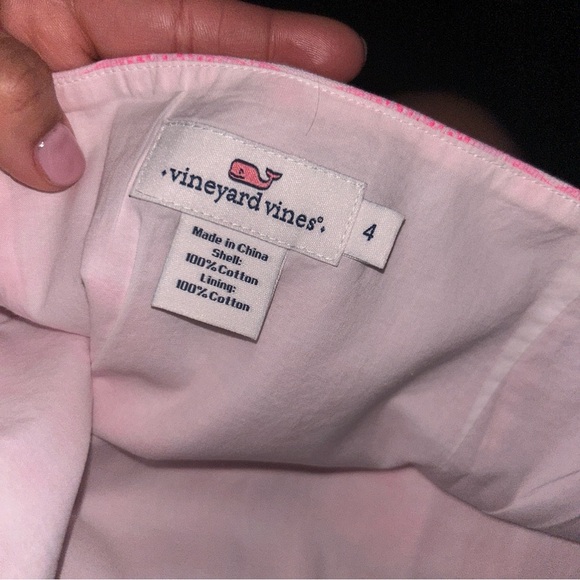 vineyard vines®
4
Made in China
Shell:
100% Cotton
Lining:
100% Cotton